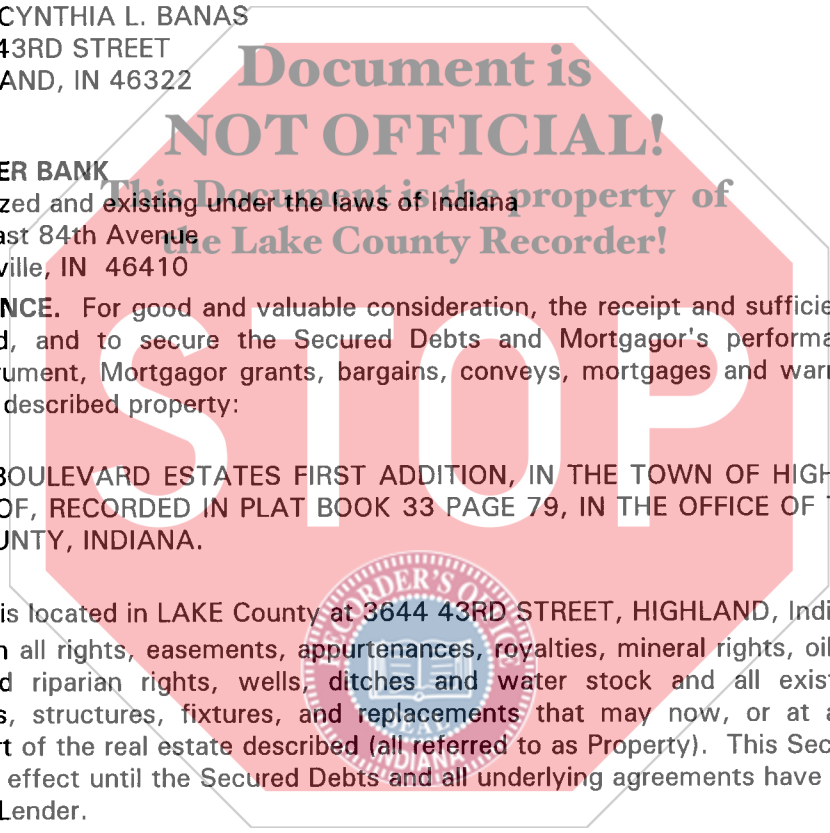 CYNTHIA L. BANAS
43RD STREET
AND, IN 46322
Document is
NOT OFFICIAL!
ER BANK
This Document is the property of
zed and existing under the laws of Indiana
ast 84th Avenue
the Lake County Recorder!
ville, IN 46410
NCE. For good and valuable consideration, the receipt and sufficie
d, and to secure the Secured Debts and Mortgagor's performa
rument, Mortgagor grants, bargains, conveys, mortgages and warr
described property:
STOP
BOULEVARD ESTATES FIRST ADDITION, IN THE TOWN OF HIGH
OF, RECORDED IN PLAT BOOK 33 PAGE 79, IN THE OFFICE OF T
UNTY, INDIANA.
RECORDER'S OFFICE
is located in LAKE County at 3644 43RD STREET, HIGHLAND, Indi
n all rights, easements, appurtenances, royalties, mineral rights, oil
d riparian rights, wells, ditches and water stock and all exist
s, structures, fixtures, and replacements that may now, or at a
SEAL
rt of the real estate described (all referred to as Property). This Sec
INDIANA
effect until the Secured Debts and all underlying agreements have
Lender.